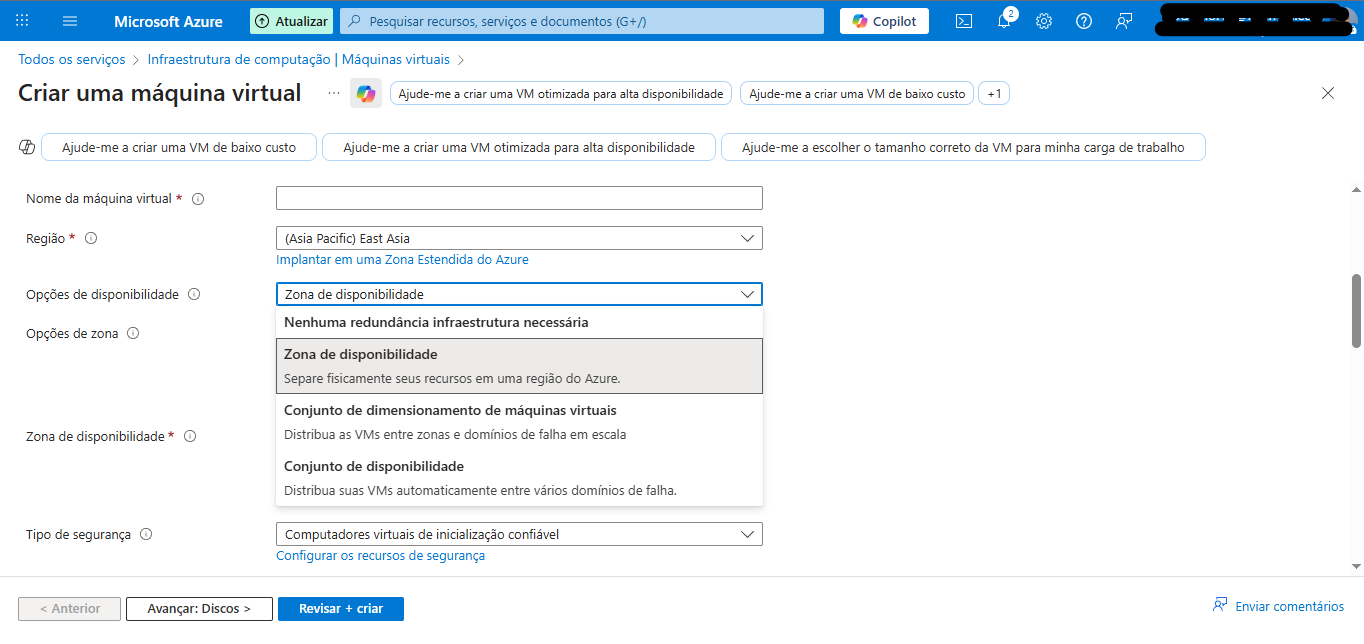 Microsoft Azure
Atualizar
Pesquisar recursos, serviços e documentos (G+/)
Copilot
2
Todos os serviços > Infraestrutura de computação | Máquinas virtuais >
Criar uma máquina virtual
...
Ajude-me a criar uma VM otimizada para alta disponibilidade
Ajude-me a criar uma VM de baixo custo
+1
Ajude-me a criar uma VM de baixo custo
Ajude-me a criar uma VM otimizada para alta disponibilidade
Ajude-me a escolher o tamanho correto da VM para minha carga de trabalho
Nome da máquina virtual *
Região *
(Asia Pacific) East Asia
Implantar em uma Zona Estendida do Azure
Opções de disponibilidade
Zona de disponibilidade
Nenhuma redundância infraestrutura necessária
Opções de zona
Zona de disponibilidade
Separe fisicamente seus recursos em uma região do Azure.
Conjunto de dimensionamento de máquinas virtuais
Distribua as VMs entre zonas e domínios de falha em escala
Zona de disponibilidade *
Conjunto de disponibilidade
Distribua suas VMs automaticamente entre vários domínios de falha.
Tipo de segurança
Computadores virtuais de inicialização confiável
Configurar os recursos de segurança
< Anterior
Avançar: Discos >
Revisar + criar
Enviar comentários